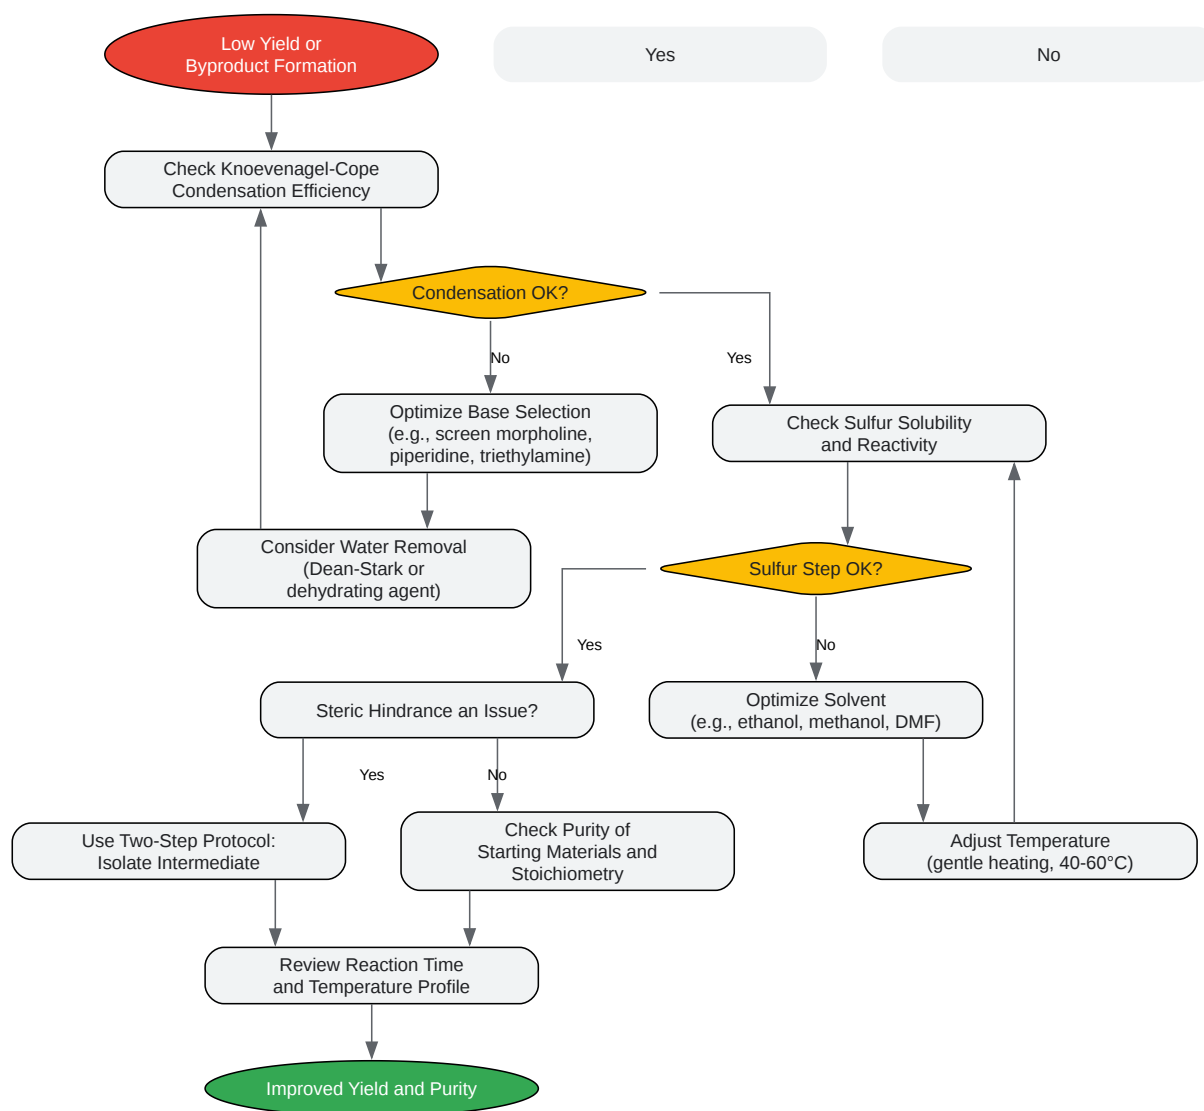 Low Yield or
Byproduct Formation
Yes
No
Check Knoevenagel-Cope
Condensation Efficiency
Condensation OK?
No
Yes
Optimize Base Selection
(e.g., screen morpholine,
piperidine, triethylamine)
Check Sulfur Solubility
and Reactivity
Consider Water Removal
(Dean-Stark or
dehydrating agent)
Sulfur Step OK?
Yes
No
Steric Hindrance an Issue?
Optimize Solvent
(e.g., ethanol, methanol, DMF)
Yes
No
Use Two-Step Protocol:
Isolate Intermediate
Check Purity of
Starting Materials and
Stoichiometry
Adjust Temperature
(gentle heating, 40-60°C)
Review Reaction Time
and Temperature Profile
Improved Yield and Purity